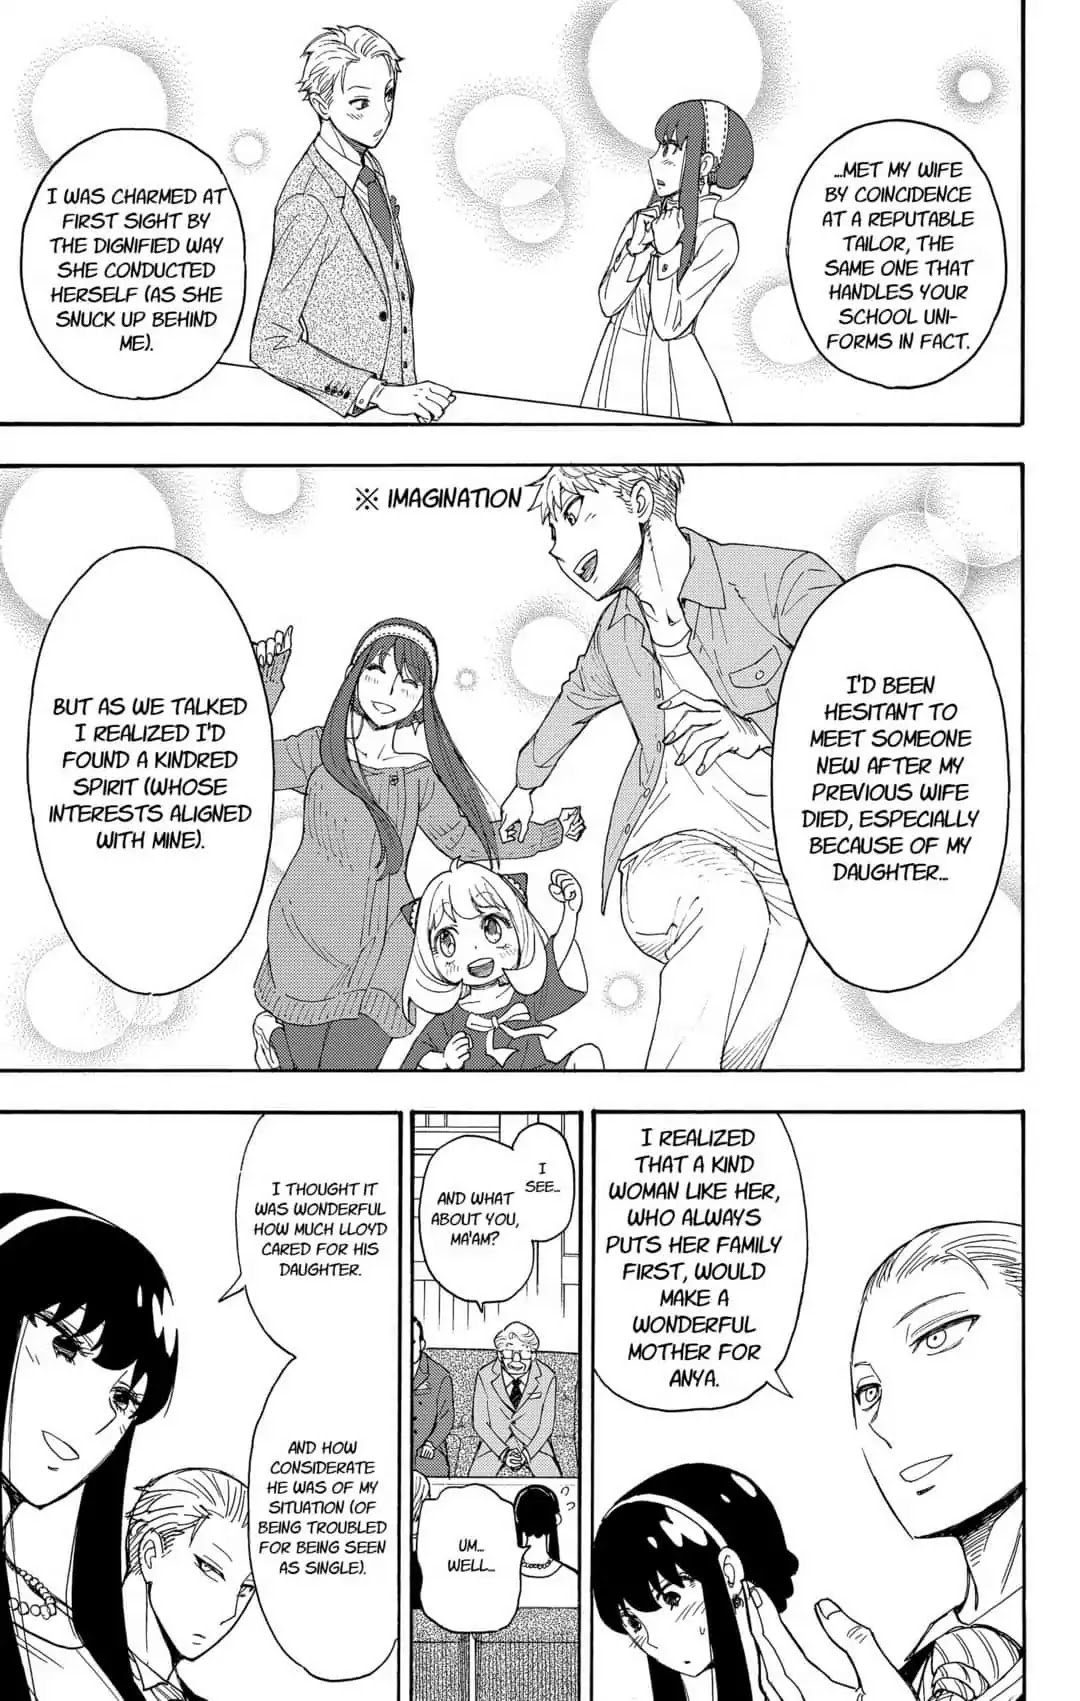 ...MET MY WIFE
BY COINCIDENCE
AT A REPUTABLE
TAILOR, THE
SAME ONE THAT
HANDLES YOUR
SCHOOL UNI-
FORMS IN FACT.
I WAS CHARMED AT
FIRST SIGHT BY
THE DIGNIFIED WAY
SHE CONDUCTED
HERSELF (AS SHE
SNUCK UP BEHIND
ME).
※ IMAGINATION
I'D BEEN
HESITANT TO
MEET SOMEONE
NEW AFTER MY
PREVIOUS WIFE
DIED, ESPECIALLY
BECAUSE OF MY
DAUGHTER...
BUT AS WE TALKED
I REALIZED I'D
FOUND A KINDRED
SPIRIT (WHOSE
INTERESTS ALIGNED
WITH MINE).
I REALIZED
THAT A KIND
WOMAN LIKE HER,
WHO ALWAYS
PUTS HER FAMILY
FIRST, WOULD
MAKE A
WONDERFUL
MOTHER FOR
ANYA.
I
SEE...
AND WHAT
ABOUT YOU,
MA'AM?
UM...
WELL...
I THOUGHT IT
WAS WONDERFUL
HOW MUCH LLOYD
CARED FOR HIS
DAUGHTER.
AND HOW
CONSIDERATE
HE WAS OF MY
SITUATION (OF
BEING TROUBLED
FOR BEING SEEN
AS SINGLE).